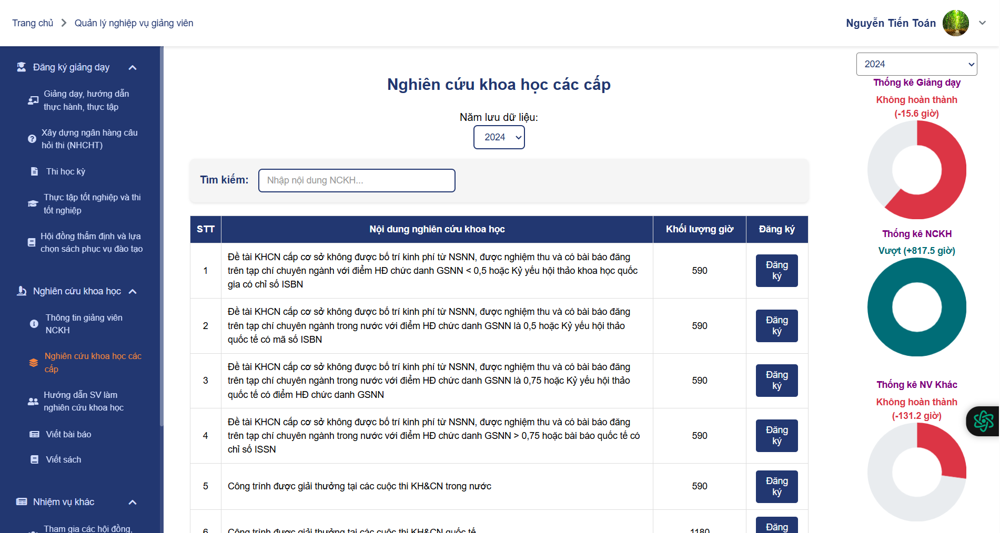 Trang chủ
Quản lý nghiệp vụ giảng viên
Nguyễn Tiến Toán
Đăng ký giảng dạy
Giảng dạy, hướng dẫn
thực hành, thực tập
Xây dựng ngân hàng câu
hỏi thi (NHCHT)
Thi học kỳ
Thực tập tốt nghiệp và thi
tốt nghiệp
Hội đồng thẩm định và lựa
chọn sách phục vụ đào tạo
Nghiên cứu khoa học
Thông tin giảng viên
NCKH
Nghiên cứu khoa học các
cấp
Hướng dẫn SV làm
nghiên cứu khoa học
Viết bài báo
Viết sách
Nhiệm vụ khác
Tham gia các hội đồng,
Nghiên cứu khoa học các cấp
Năm lưu dữ liệu:
2024
Tìm kiếm:
Nhập nội dung NCKH...
STT
Nội dung nghiên cứu khoa học
Khối lượng giờ
Đăng ký
1
Đề tài KHCN cấp cơ sở không được bố trí kinh phí từ NSNN, được nghiệm thu và có bài báo đăng
trên tạp chí chuyên ngành với điểm HĐ chức danh GSNN < 0,5 hoặc Kỷ yếu hội thảo khoa học quốc
gia có chỉ số ISBN
590
Đăng
ký
2
Đề tài KHCN cấp cơ sở không được bố trí kinh phí từ NSNN, được nghiệm thu và có bài báo đăng
trên tạp chí chuyên ngành trong nước với điểm HĐ chức danh GSNN là 0,5 hoặc Kỷ yếu hội thảo
quốc tế có mã số ISBN
590
Đăng
ký
3
Đề tài KHCN cấp cơ sở không được bố trí kinh phí từ NSNN, được nghiệm thu và có bài báo đăng
trên tạp chí chuyên ngành trong nước với điểm HĐ chức danh GSNN là 0,75 hoặc Kỷ yếu hội thảo
quốc tế có điểm HĐ chức danh GSNN
590
Đăng
ký
4
Đề tài KHCN cấp cơ sở không được bố trí kinh phí từ NSNN, được nghiệm thu và có bài báo đăng
trên tạp chí chuyên ngành trong nước với điểm HĐ chức danh GSNN > 0,75 hoặc bài báo quốc tế có
chỉ số ISSN
590
Đăng
ký
5
Công trình được giải thưởng tại các cuộc thi KH&CN trong nước
590
Đăng
ký
6
Công trình được giải thưởng tại các cuộc thi KH&CN quốc tế
1180
Đăng
2024
Thống kê Giảng dạy
Không hoàn thành
(-15.6 giờ)
Thống kê NCKH
Vượt (+817.5 giờ)
Thống kê NV Khác
Không hoàn thành
(-131.2 giờ)